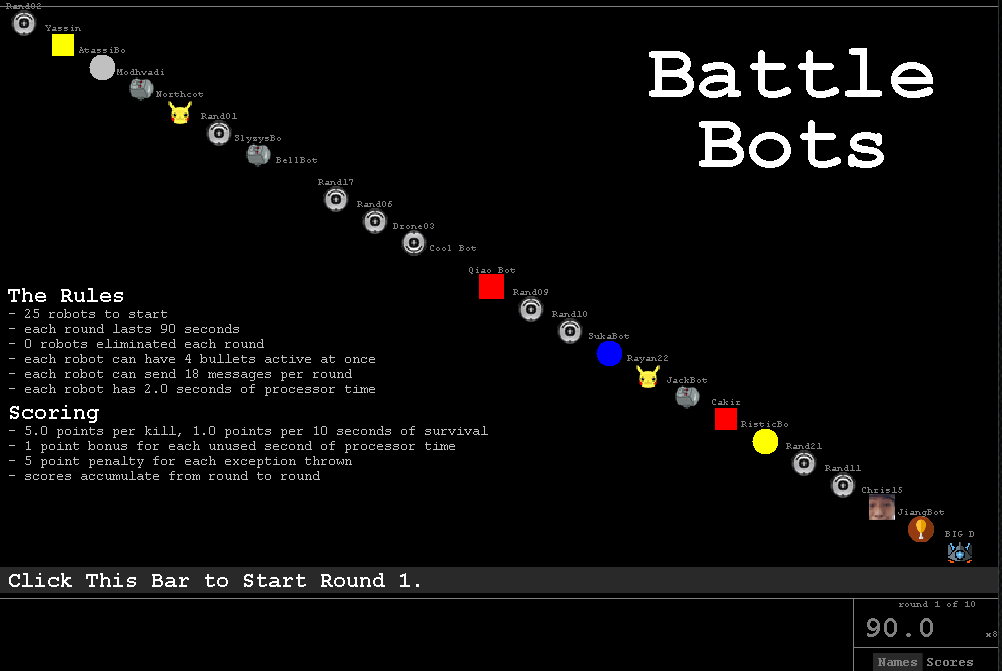 Rand02
Yassin
AtassiBo
Modhvadi
Northcot
Rand01
SlyzysBo
BellBot
Rand17
Rand06
Drone03
Cool Bot
Qiao Bot
Rand09
Rand10
SukaBot
Rayan22
JackBot
Cakir
RisticBo
Rand21
Rand11
Chris15
JiangBot
BIG D
Battle
Bots
The Rules
- 25 robots to start
- each round lasts 90 seconds
- 0 robots eliminated each round
- each robot can have 4 bullets active at once
- each robot can send 18 messages per round
- each robot has 2.0 seconds of processor time
Scoring
- 5.0 points per kill, 1.0 points per 10 seconds of survival
- 1 point bonus for each unused second of processor time
- 5 point penalty for each exception thrown
- scores accumulate from round to round
Click This Bar to Start Round 1.
round 1 of 10
90.0
x8
Names Scores